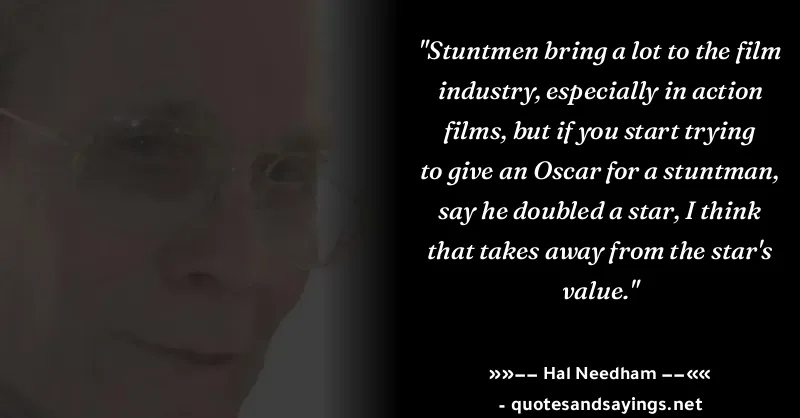 "Stuntmen bring a lot to the film
industry, especially in action
films, but if you start trying
to give an Oscar for a stuntman,
say he doubled a star, I think
that takes away from the star's
value."
»»−− Hal Needham −−««
- quotesandsayings.net